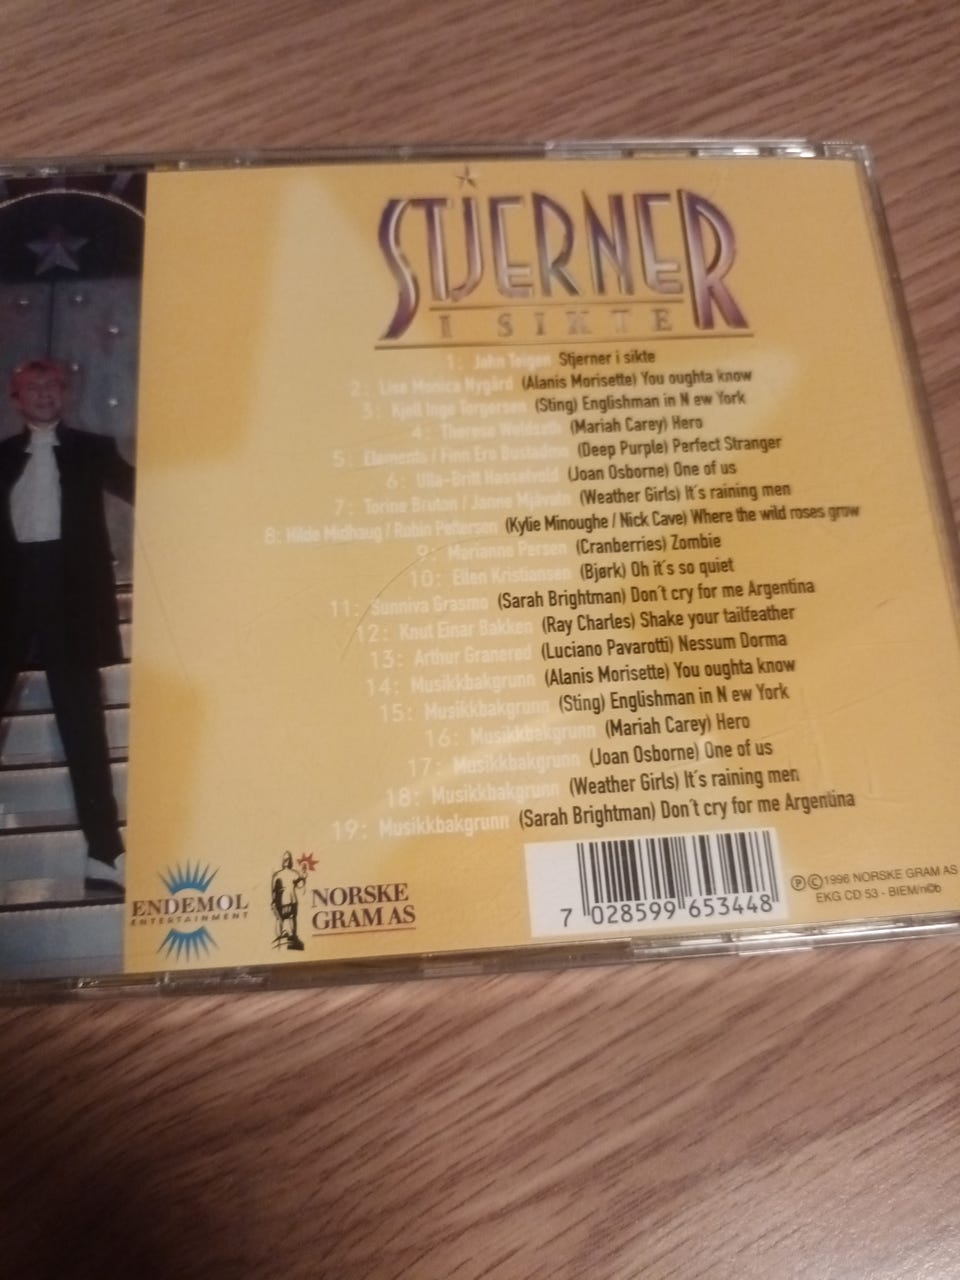 STJERNER
I SIKTE
1: Jahn Teigen Stjerner i sikte
2: Lise Monica Nygård (Alanis Morisette) You oughta know
3: Kjell Inge Torgersen (Sting) Englishman in N ew York
4: Therese (Mariah Carey) Hero
5: Elements / Finn Ero Bustadmo (Deep Purple) Perfect Stranger
6: Ulla-Britt Hasselvold (Joan Osborne) One of us
7: Torine Bruton / Janne (Weather Girls) It´s raining men
8: Hilde Midhaug / Robin Pettersen (Kylie Minoughe / Nick Cave) Where the wild roses grow
9: Marianne Persen (Cranberries) Zombie
10: Ellen Kristiansen (Bjørk) Oh it´s so quiet
11: Sunniva Grasmo (Sarah Brightman) Don´t cry for me Argentina
12: Knut Einar Bakken (Ray Charles) Shake your tailfeather
13: Arthur Granerød (Luciano Pavarotti) Nessum Dorma
14: Musikkbakgrunn (Alanis Morisette) You oughta know
15: Musikkbakgrunn (Sting) Englishman in N ew York
16: Musikkbakgrunn (Mariah Carey) Hero
17: Musikkbakgrunn (Joan Osborne) One of us
18: Musikkbakgrunn (Weather Girls) It´s raining men
19: Musikkbakgrunn (Sarah Brightman) Don´t cry for me Argentina
ENDEMOL
ENTERTAINMENT
NORSKE
GRAM AS
7 028599 653448
℗©1996 NORSKE GRAM AS
EKG CD 53 - BIEM/n©b